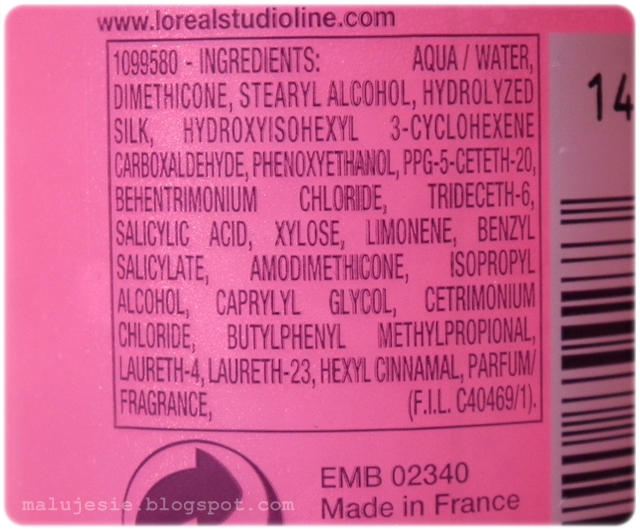 www.lorealstudioline.com
1099580 - INGREDIENTS: AQUA / WATER,
DIMETHICONE, STEARYL ALCOHOL, HYDROLYZED
SILK, HYDROXYISOHEXYL 3-CYCLOHEXENE
CARBOXALDEHYDE, PHENOXYETHANOL, PPG-5-CETETH-20,
BEHENTRIMONIUM CHLORIDE, TRIDECETH-6,
SALICYLIC ACID, XYLOSE, LIMONENE, BENZYL
SALICYLATE, AMODIMETHICONE, ISOPROPYL
ALCOHOL, CAPRYLYL GLYCOL, CETRIMONIUM
CHLORIDE, BUTYLPHENYL METHYLPROPIONAL,
LAURETH-4, LAURETH-23, HEXYL CINNAMAL, PARFUM/
FRAGRANCE, (F.I.L. C40469/1).
14
EMB 02340
Made in France
malujesie.blogspot.com